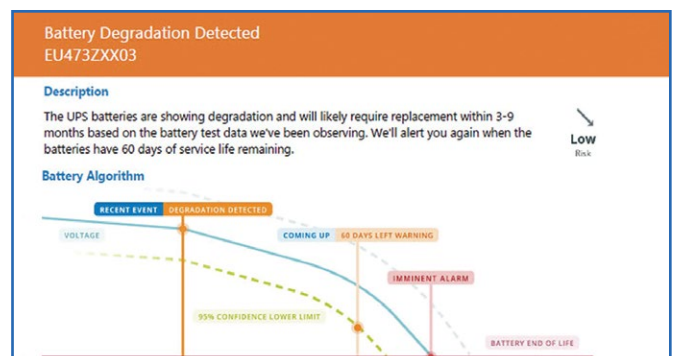 Battery Degradation Detected
EU473ZXX03
Description
The UPS batteries are showing degradation and will likely require replacement within 3-9
months based on the battery test data we've been observing. We'll alert you again when the
batteries have 60 days of service life remaining.
Low
Risk
Battery Algorithm
RECENT EVENT DEGRADATION DETECTED
VOLTAGE
COMING UP 60 DAYS LEFT WARNING
IMMINENT ALARM
95% CONFIDENCE LOWER LIMIT
BATTERY END OF LIFE